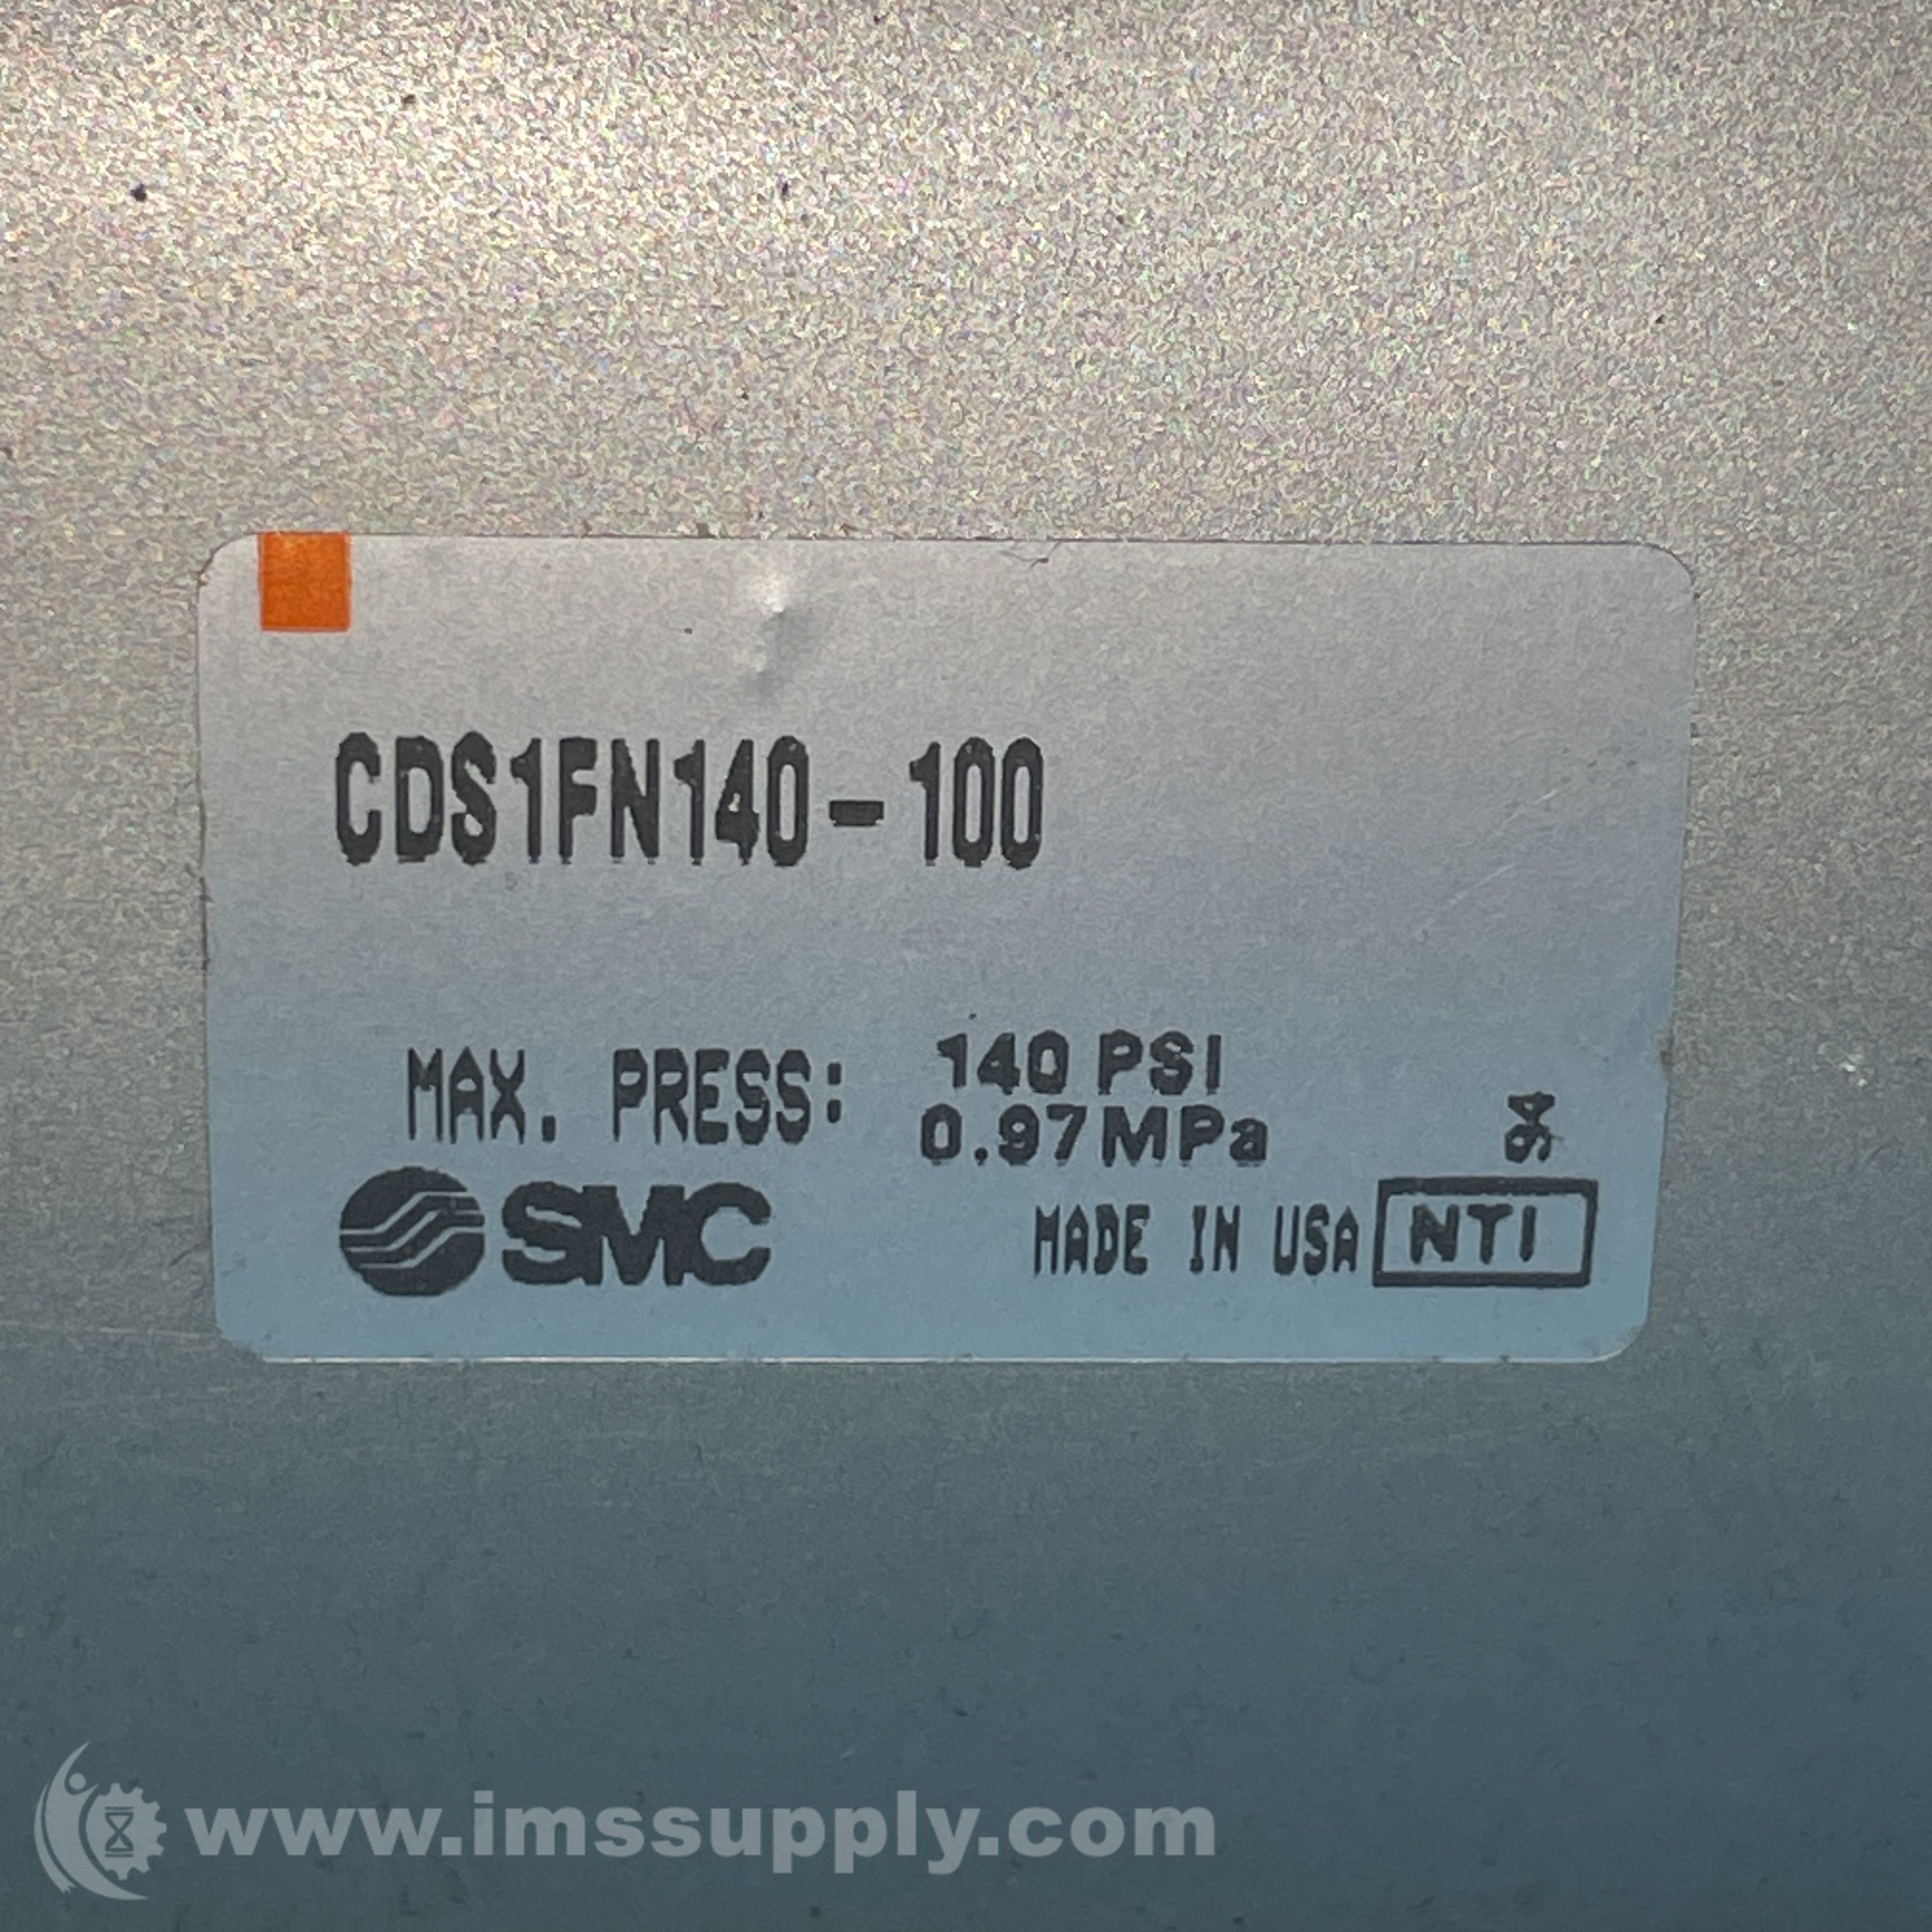 CDS1FN140-100
MAX. PRESS: 140 PSI
0.97MPa
SMC
MADE IN USA NTI
www.imssupply.com